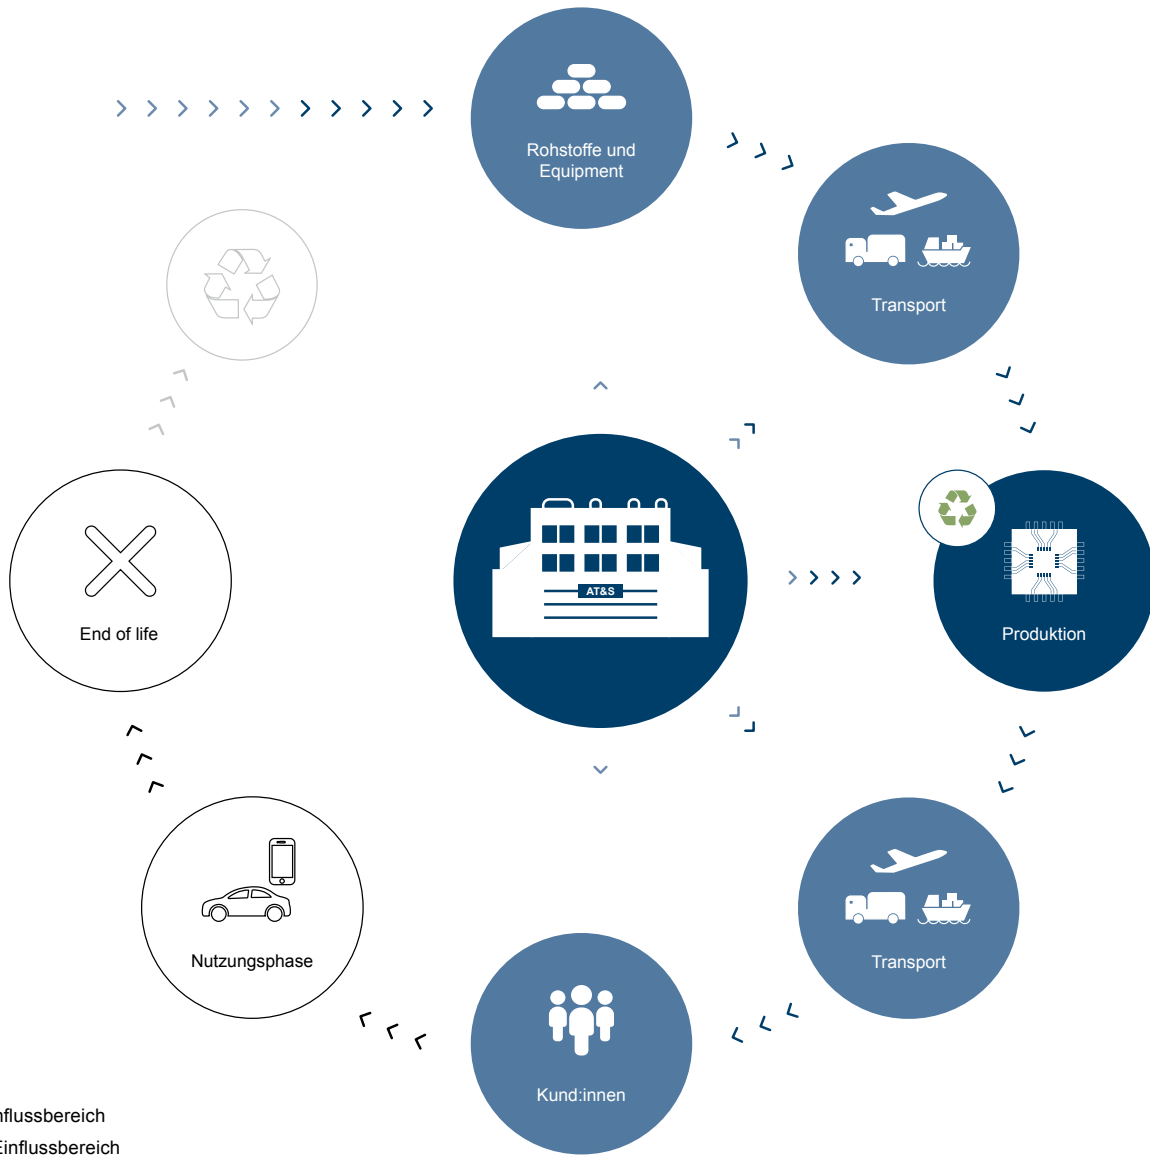 Rohstoffe und
Equipment
Transport
AT&S
Produktion
End of life
Nutzungsphase
Transport
Kund:innen
nflussbereich
Einflussbereich